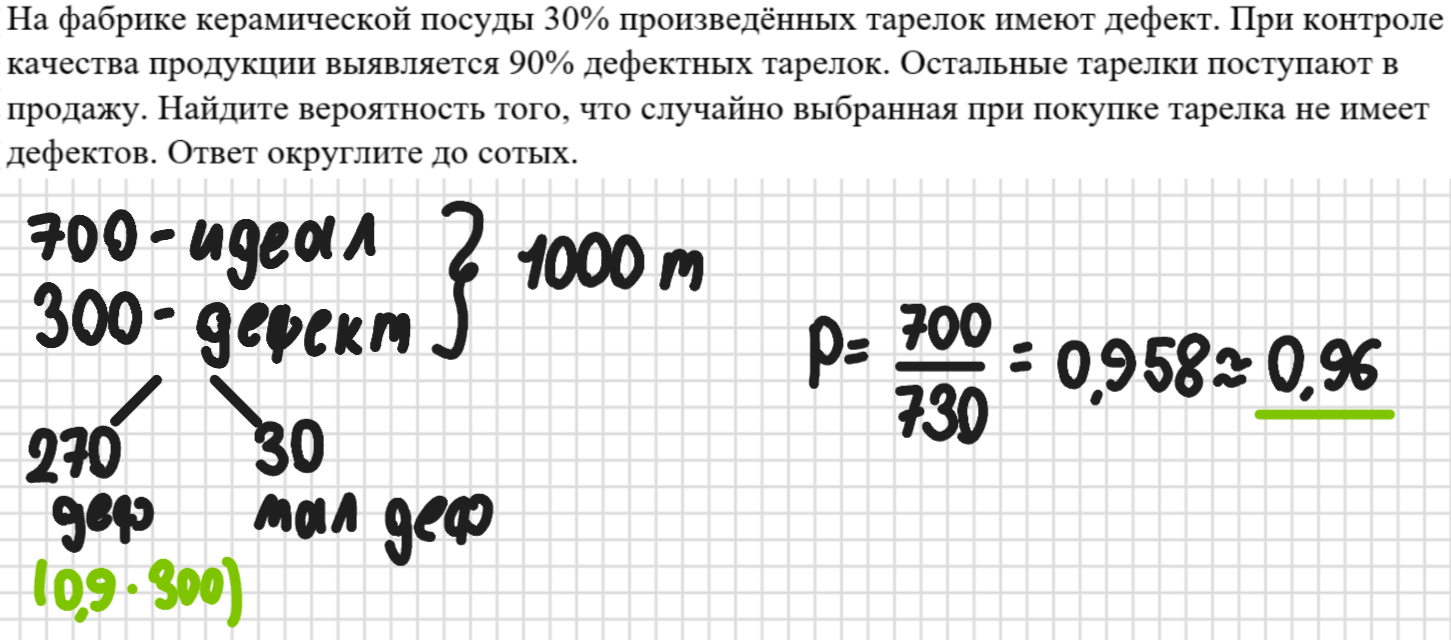 На фабрике керамической посуды 30% произведённых тарелок имеют дефект. При контроле
качества продукции выявляется 90% дефектных тарелок. Остальные тарелки поступают в
продажу. Найдите вероятность того, что случайно выбранная при покупке тарелка не имеет
дефектов. Ответ округлите до сотых.
700 - идеал
300 - дефект } 1000 т
270 30
деф мал деф
(0,9 · 300)
P = 700/730 = 0,958 ≈ 0,96